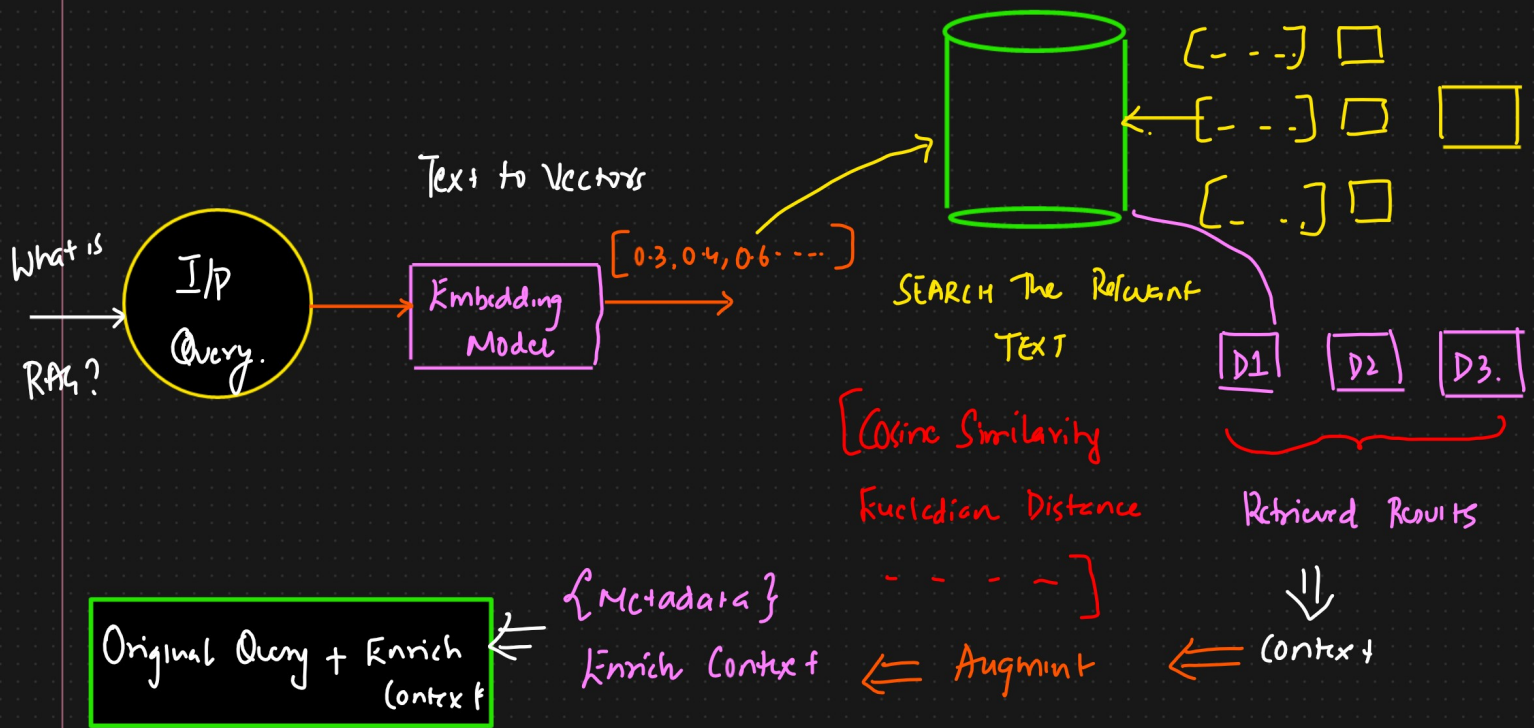 What is
RAG?
I/p
Query.
Text to Vectors
Embedding
Model
[0.3, 0.4, 0.6 - - - -]
[- - -]
[- - -]
[- - -]
SEARCH The Relevant
TEXT
[Cosine Similarity
Eucledian Distance
- - - - ]
D1 D2 D3.
Retrieved Results
Context
Augmint
{Metadata}
Enrich Context
Original Query + Enrich
Context